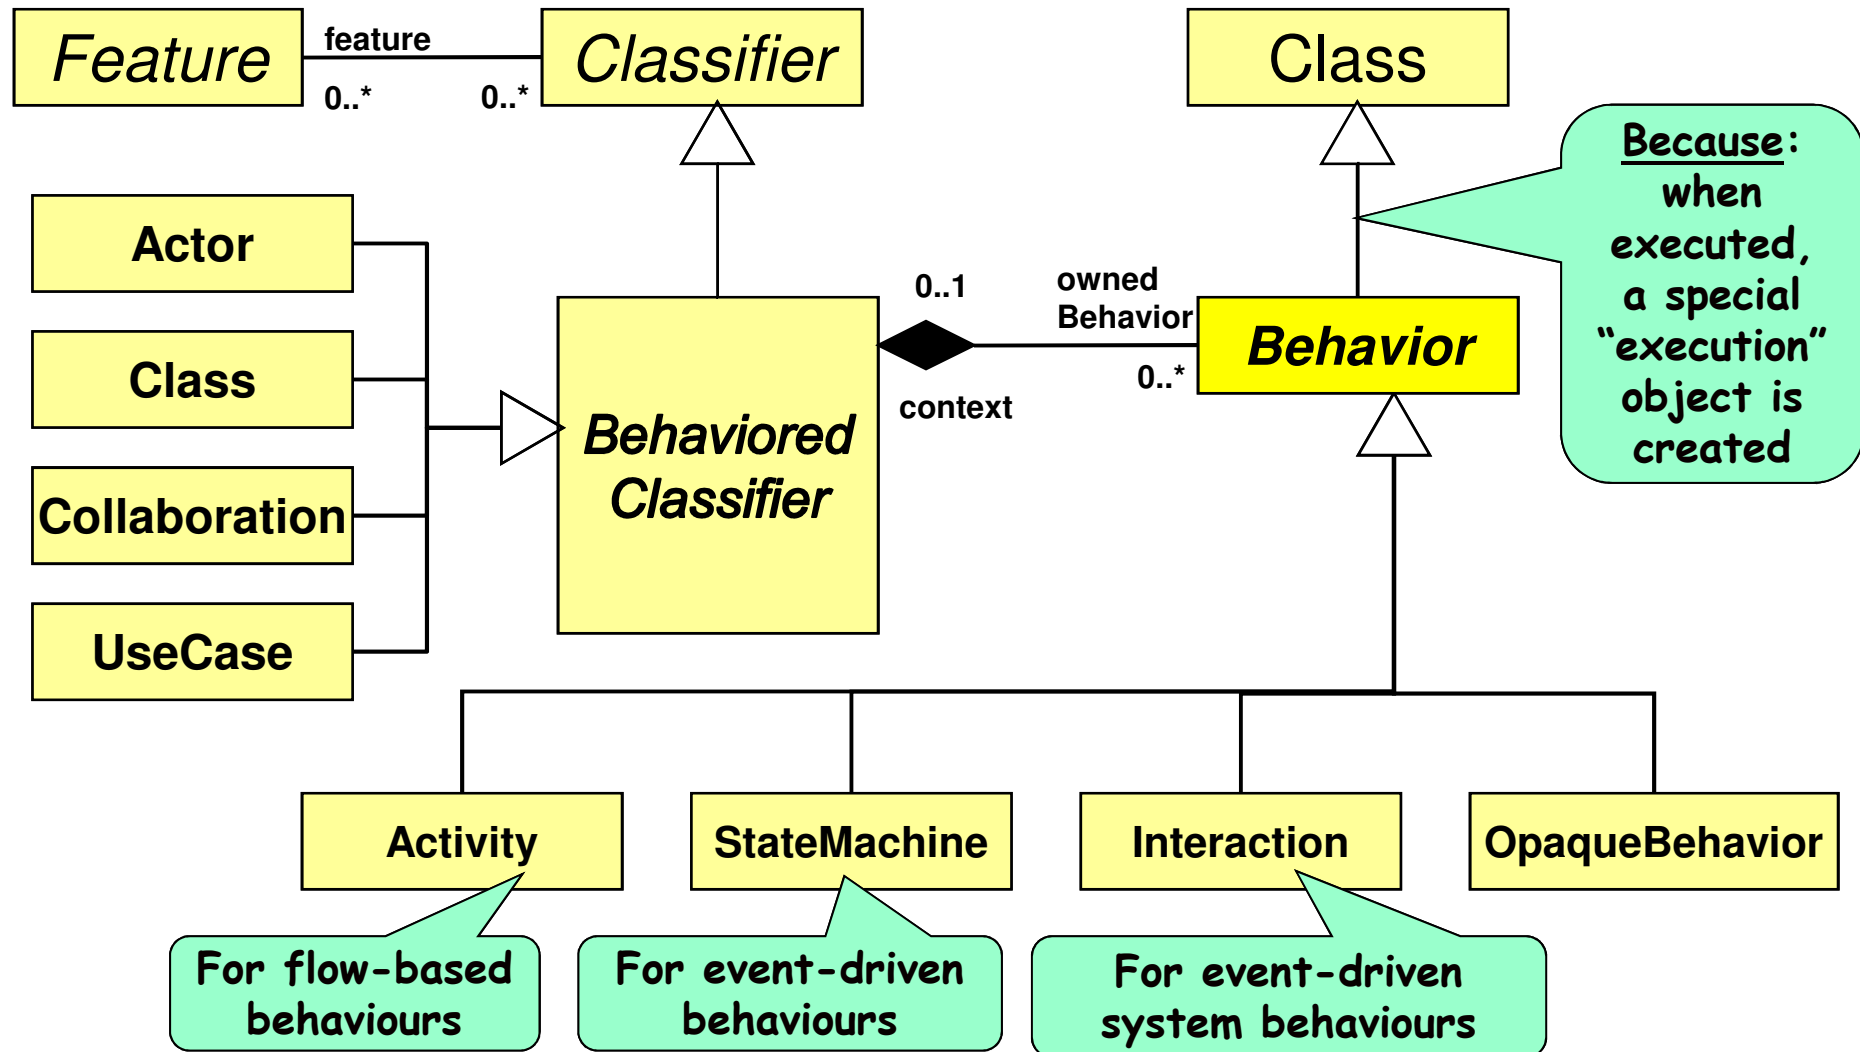 Feature
feature
0..*
0..*
Classifier
Class
Because:
when
executed,
a special
“execution”
object is
created
Actor
Class
Collaboration
UseCase
Behaviored
Classifier
0..1
context
owned
Behavior
0..*
Behavior
Activity
StateMachine
Interaction
OpaqueBehavior
For flow-based
behaviours
For event-driven
behaviours
For event-driven
system behaviours